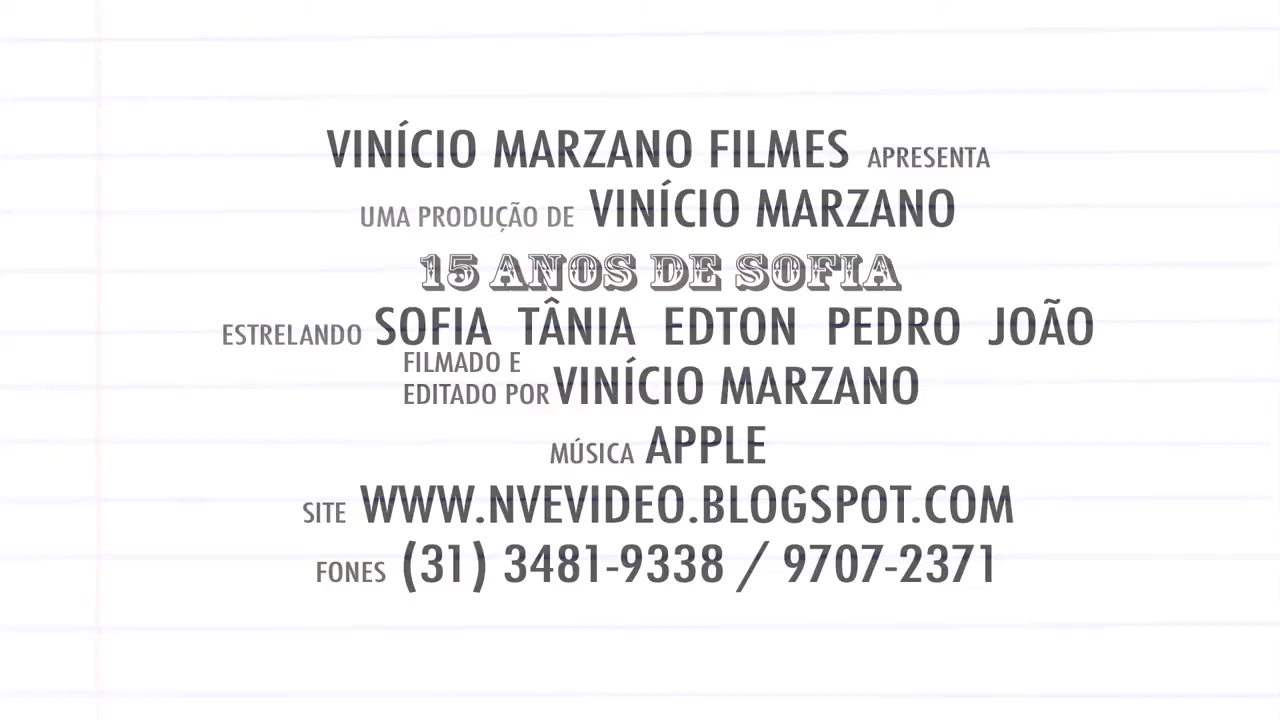 VINÍCIO MARZANO FILMES APRESENTA
UMA PRODUÇÃO DE VINÍCIO MARZANO
15 ANOS DE SOFIA
ESTRELANDO SOFIA TÂNIA EDTON PEDRO JOÃO
FILMADO E
EDITADO POR VINÍCIO MARZANO
MÚSICA APPLE
SITE WWW.NVEVIDEO.BLOGSPOT.COM
FONES (31) 3481-9338 / 9707-2371